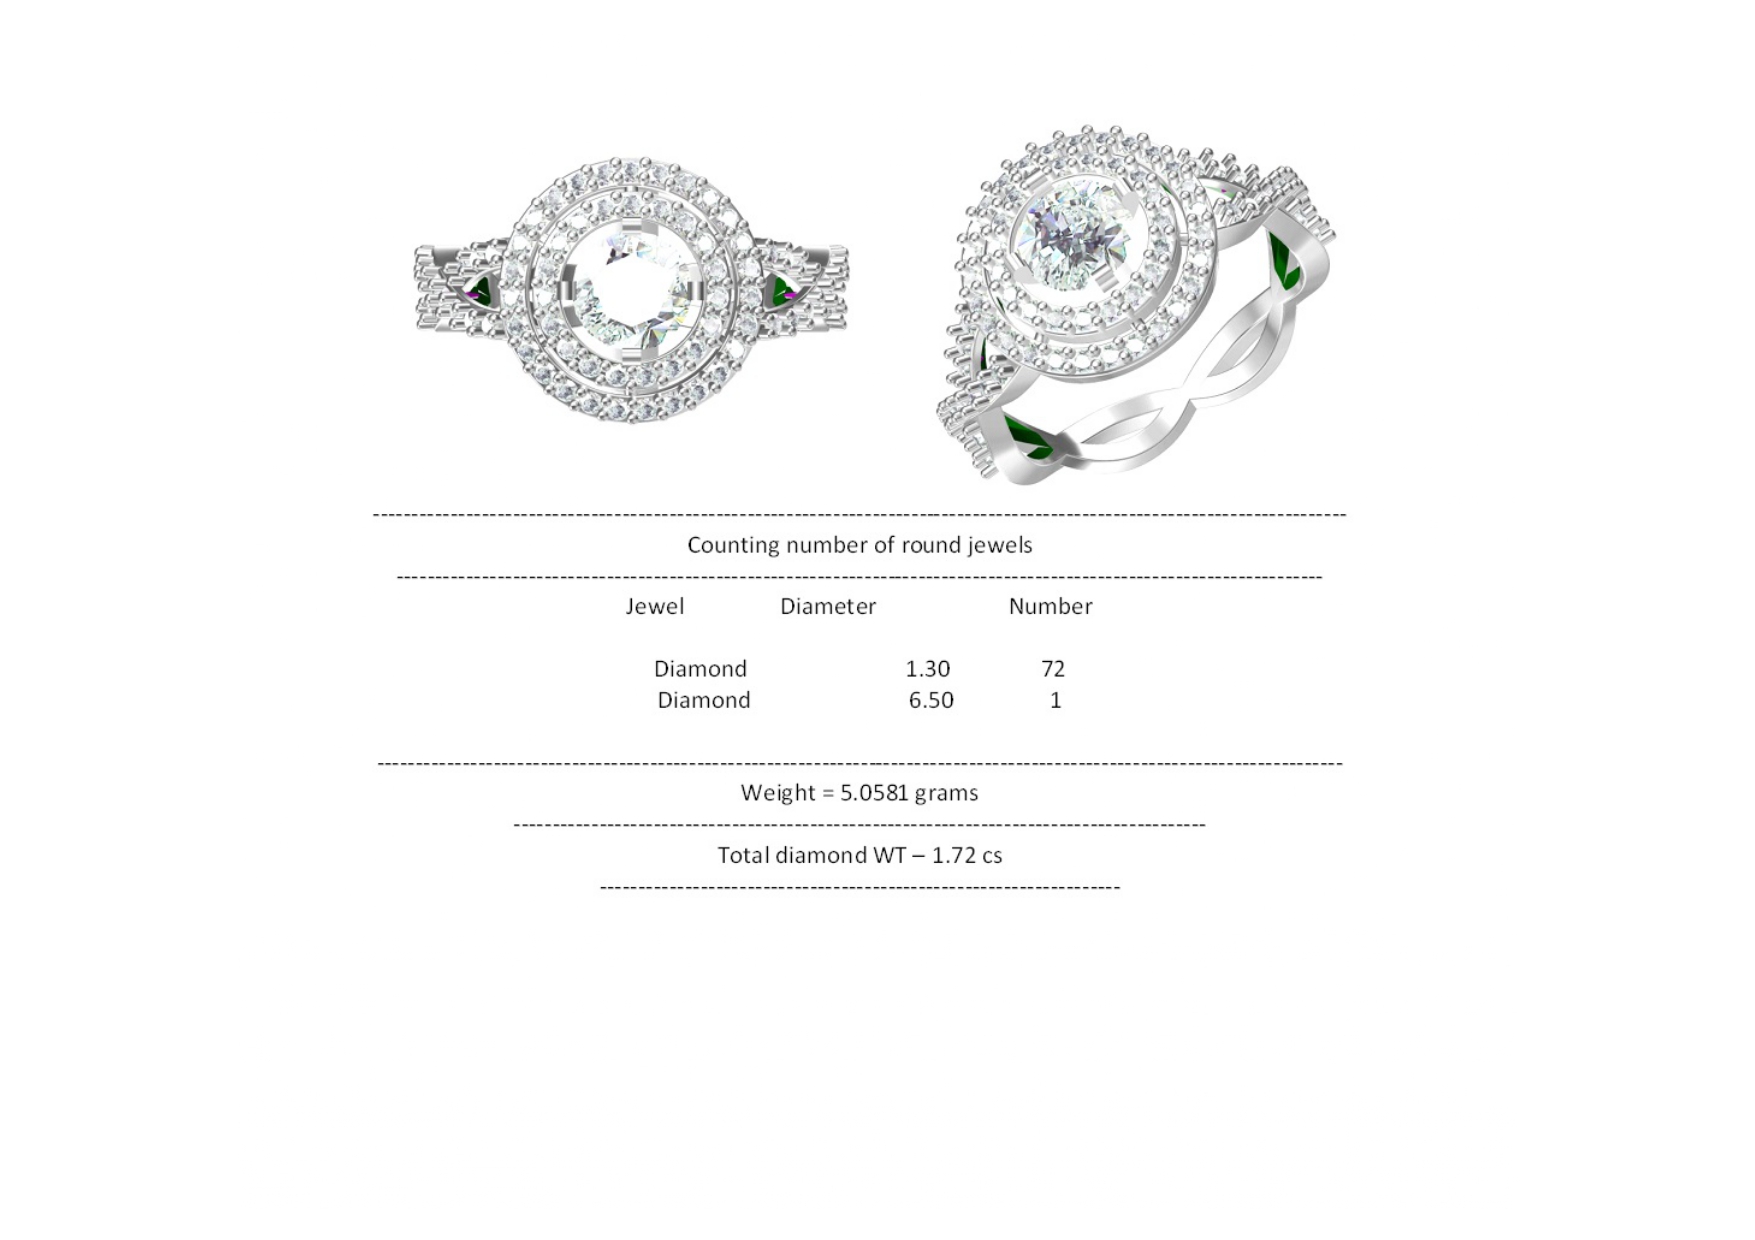 Counting number of round jewels
Jewel Diameter Number
Diamond 1.30 72
Diamond 6.50 1
Weight = 5.0581 grams
Total diamond WT – 1.72 cs